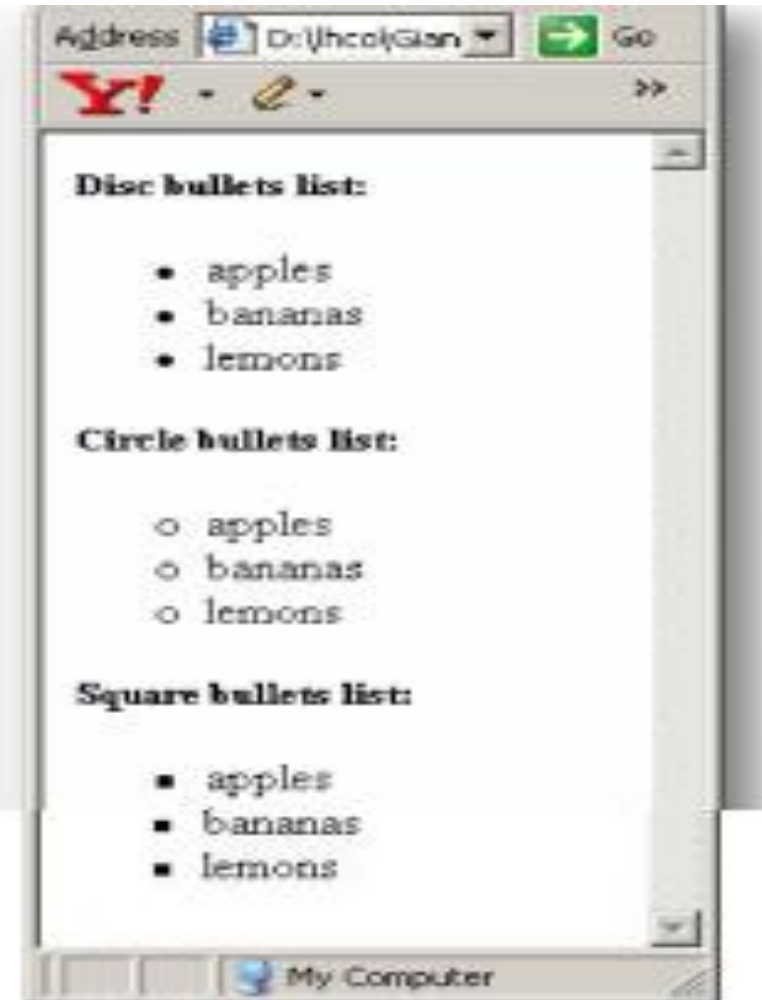 Address D:\lhcol\Gian Go
Y! »
Disc bullets list:
• apples
• bananas
• lemons
Circle bullets list:
○ apples
○ bananas
○ lemons
Square bullets list:
▪ apples
▪ bananas
▪ lemons
My Computer